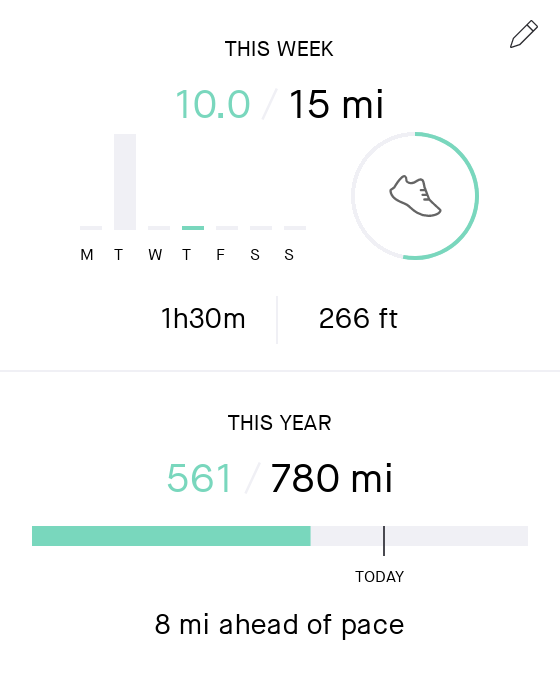 THIS WEEK
10.0 / 15 mi
M T W T F S S
1h30m 266 ft
THIS YEAR
561 / 780 mi
TODAY
8 mi ahead of pace